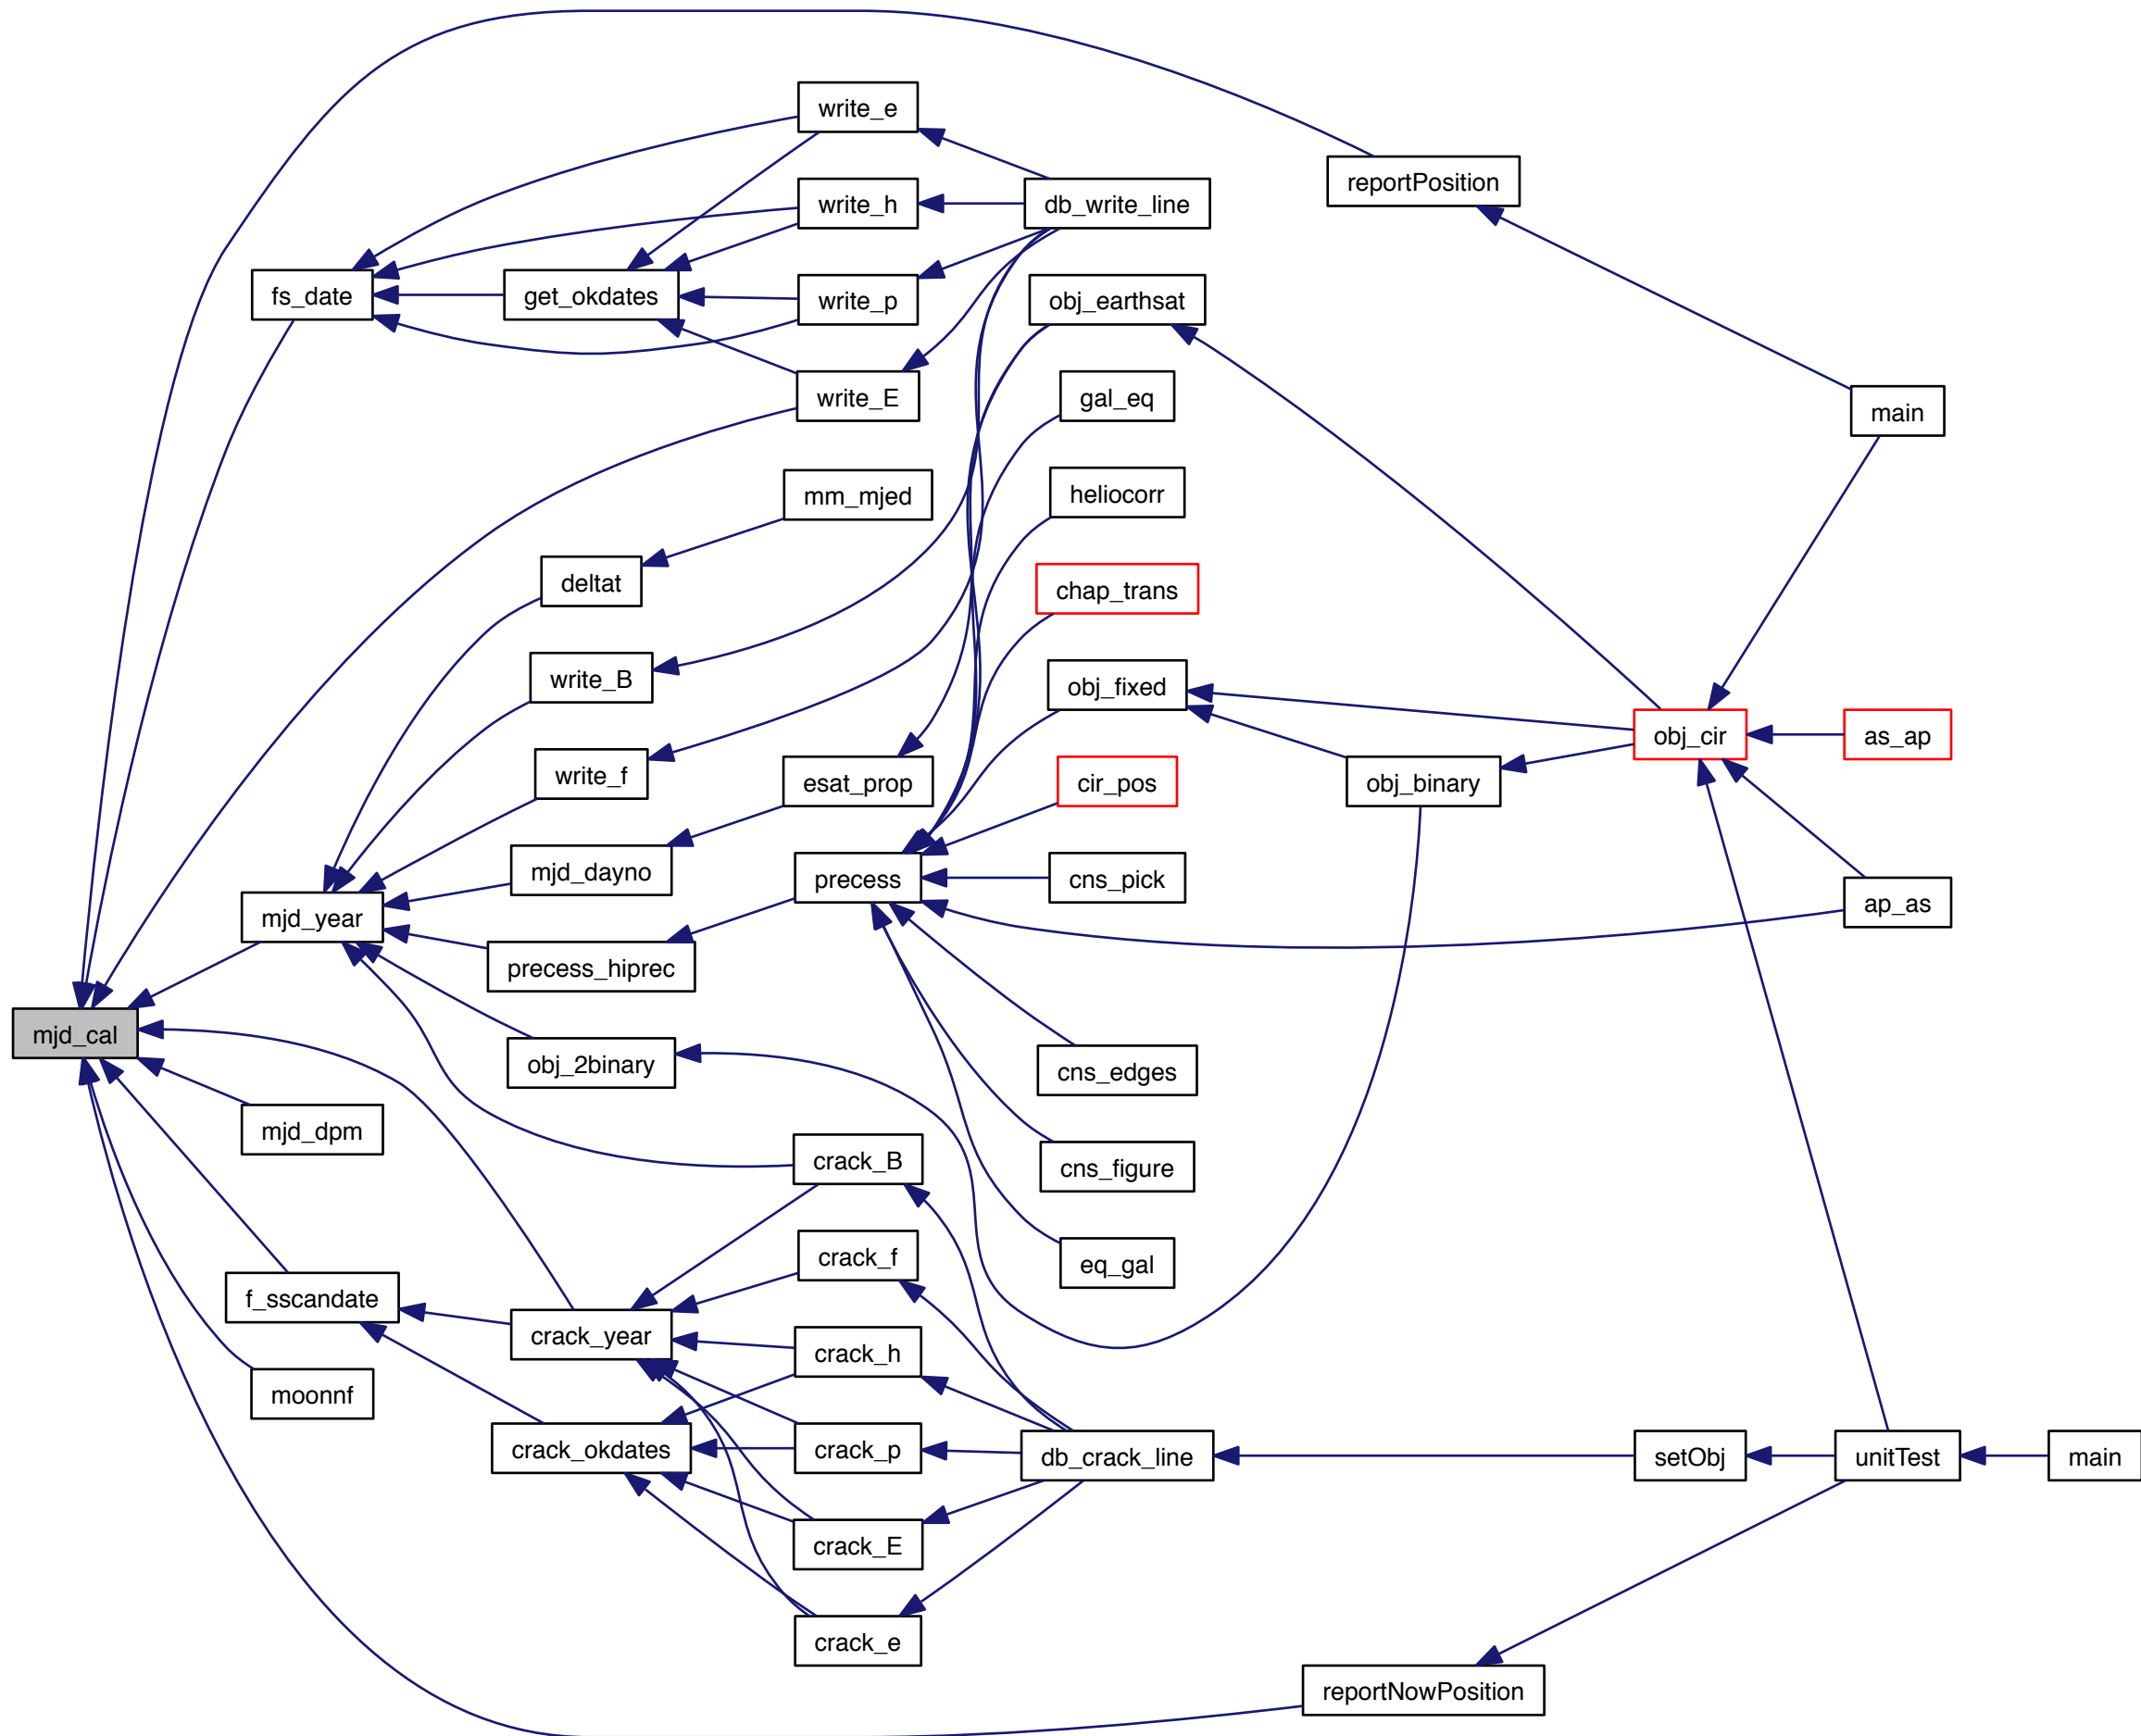 write_e
reportPosition
write_h
db_write_line
fs_date
get_okdates
write_p
obj_earthsat
write_E
gal_eq
main
mm_mjed
heliocorr
deltat
chap_trans
write_B
obj_fixed
obj_cir
as_ap
write_f
esat_prop
cir_pos
obj_binary
mjd_dayno
precess
cns_pick
ap_as
mjd_year
precess_hiprec
mjd_cal
obj_2binary
cns_edges
mjd_dpm
crack_B
cns_figure
crack_f
eq_gal
f_sscandate
crack_year
crack_h
moonnf
crack_okdates
crack_p
db_crack_line
setObj
unitTest
main
crack_E
crack_e
reportNowPosition